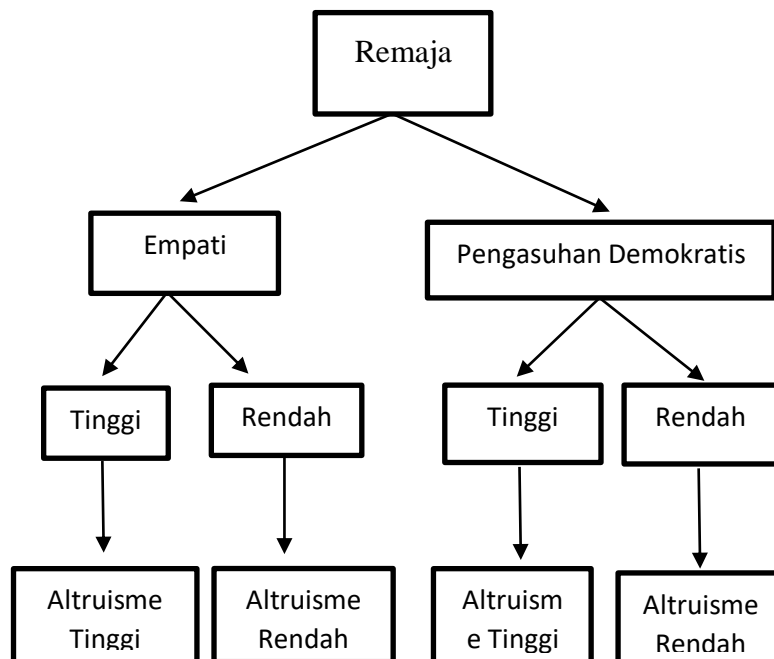 Remaja
Empati
Pengasuhan Demokratis
Tinggi
Rendah
Tinggi
Rendah
Altruisme
Tinggi
Altruisme
Rendah
Altruism
e Tinggi
Altruisme
Rendah